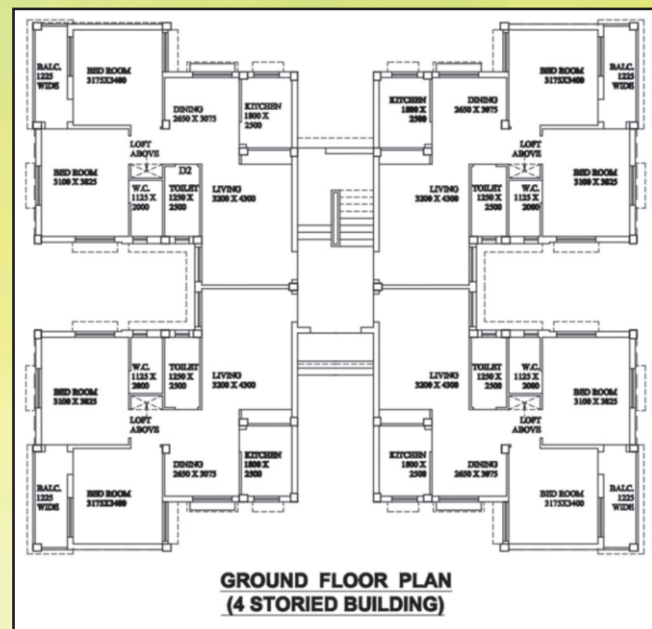 BALC.
1225
WIDE
BED ROOM
3175X3400
DINING
2650 X 3075
KITCHEN
1800 X
2500
BED ROOM
3100 X 3825
LOFT
ABOVE
W.C.
1125 X
2000
D2
TOILET
1250 X
2500
LIVING
3200 X 4300
KITCHEN
1800 X
2500
DINING
2650 X 3075
BED ROOM
3175X3400
BALC.
1225
WIDE
LIVING
3200 X 4300
TOILET
1250 X
2500
LOFT
ABOVE
W.C.
1125 X
2000
BED ROOM
3100 X 3825
BED ROOM
3100 X 3825
W.C.
1125 X
2000
TOILET
1250 X
2500
LIVING
3200 X 4300
LOFT
ABOVE
BALC.
1225
WIDE
BED ROOM
3175X3400
DINING
2650 X 3075
KITCHEN
1800 X
2500
LIVING
3200 X 4300
TOILET
1250 X
2500
W.C.
1125 X
2000
BED ROOM
3100 X 3825
LOFT
ABOVE
KITCHEN
1800 X
2500
DINING
2650 X 3075
BED ROOM
3175X3400
BALC.
1225
WIDE
GROUND FLOOR PLAN
(4 STORIED BUILDING)